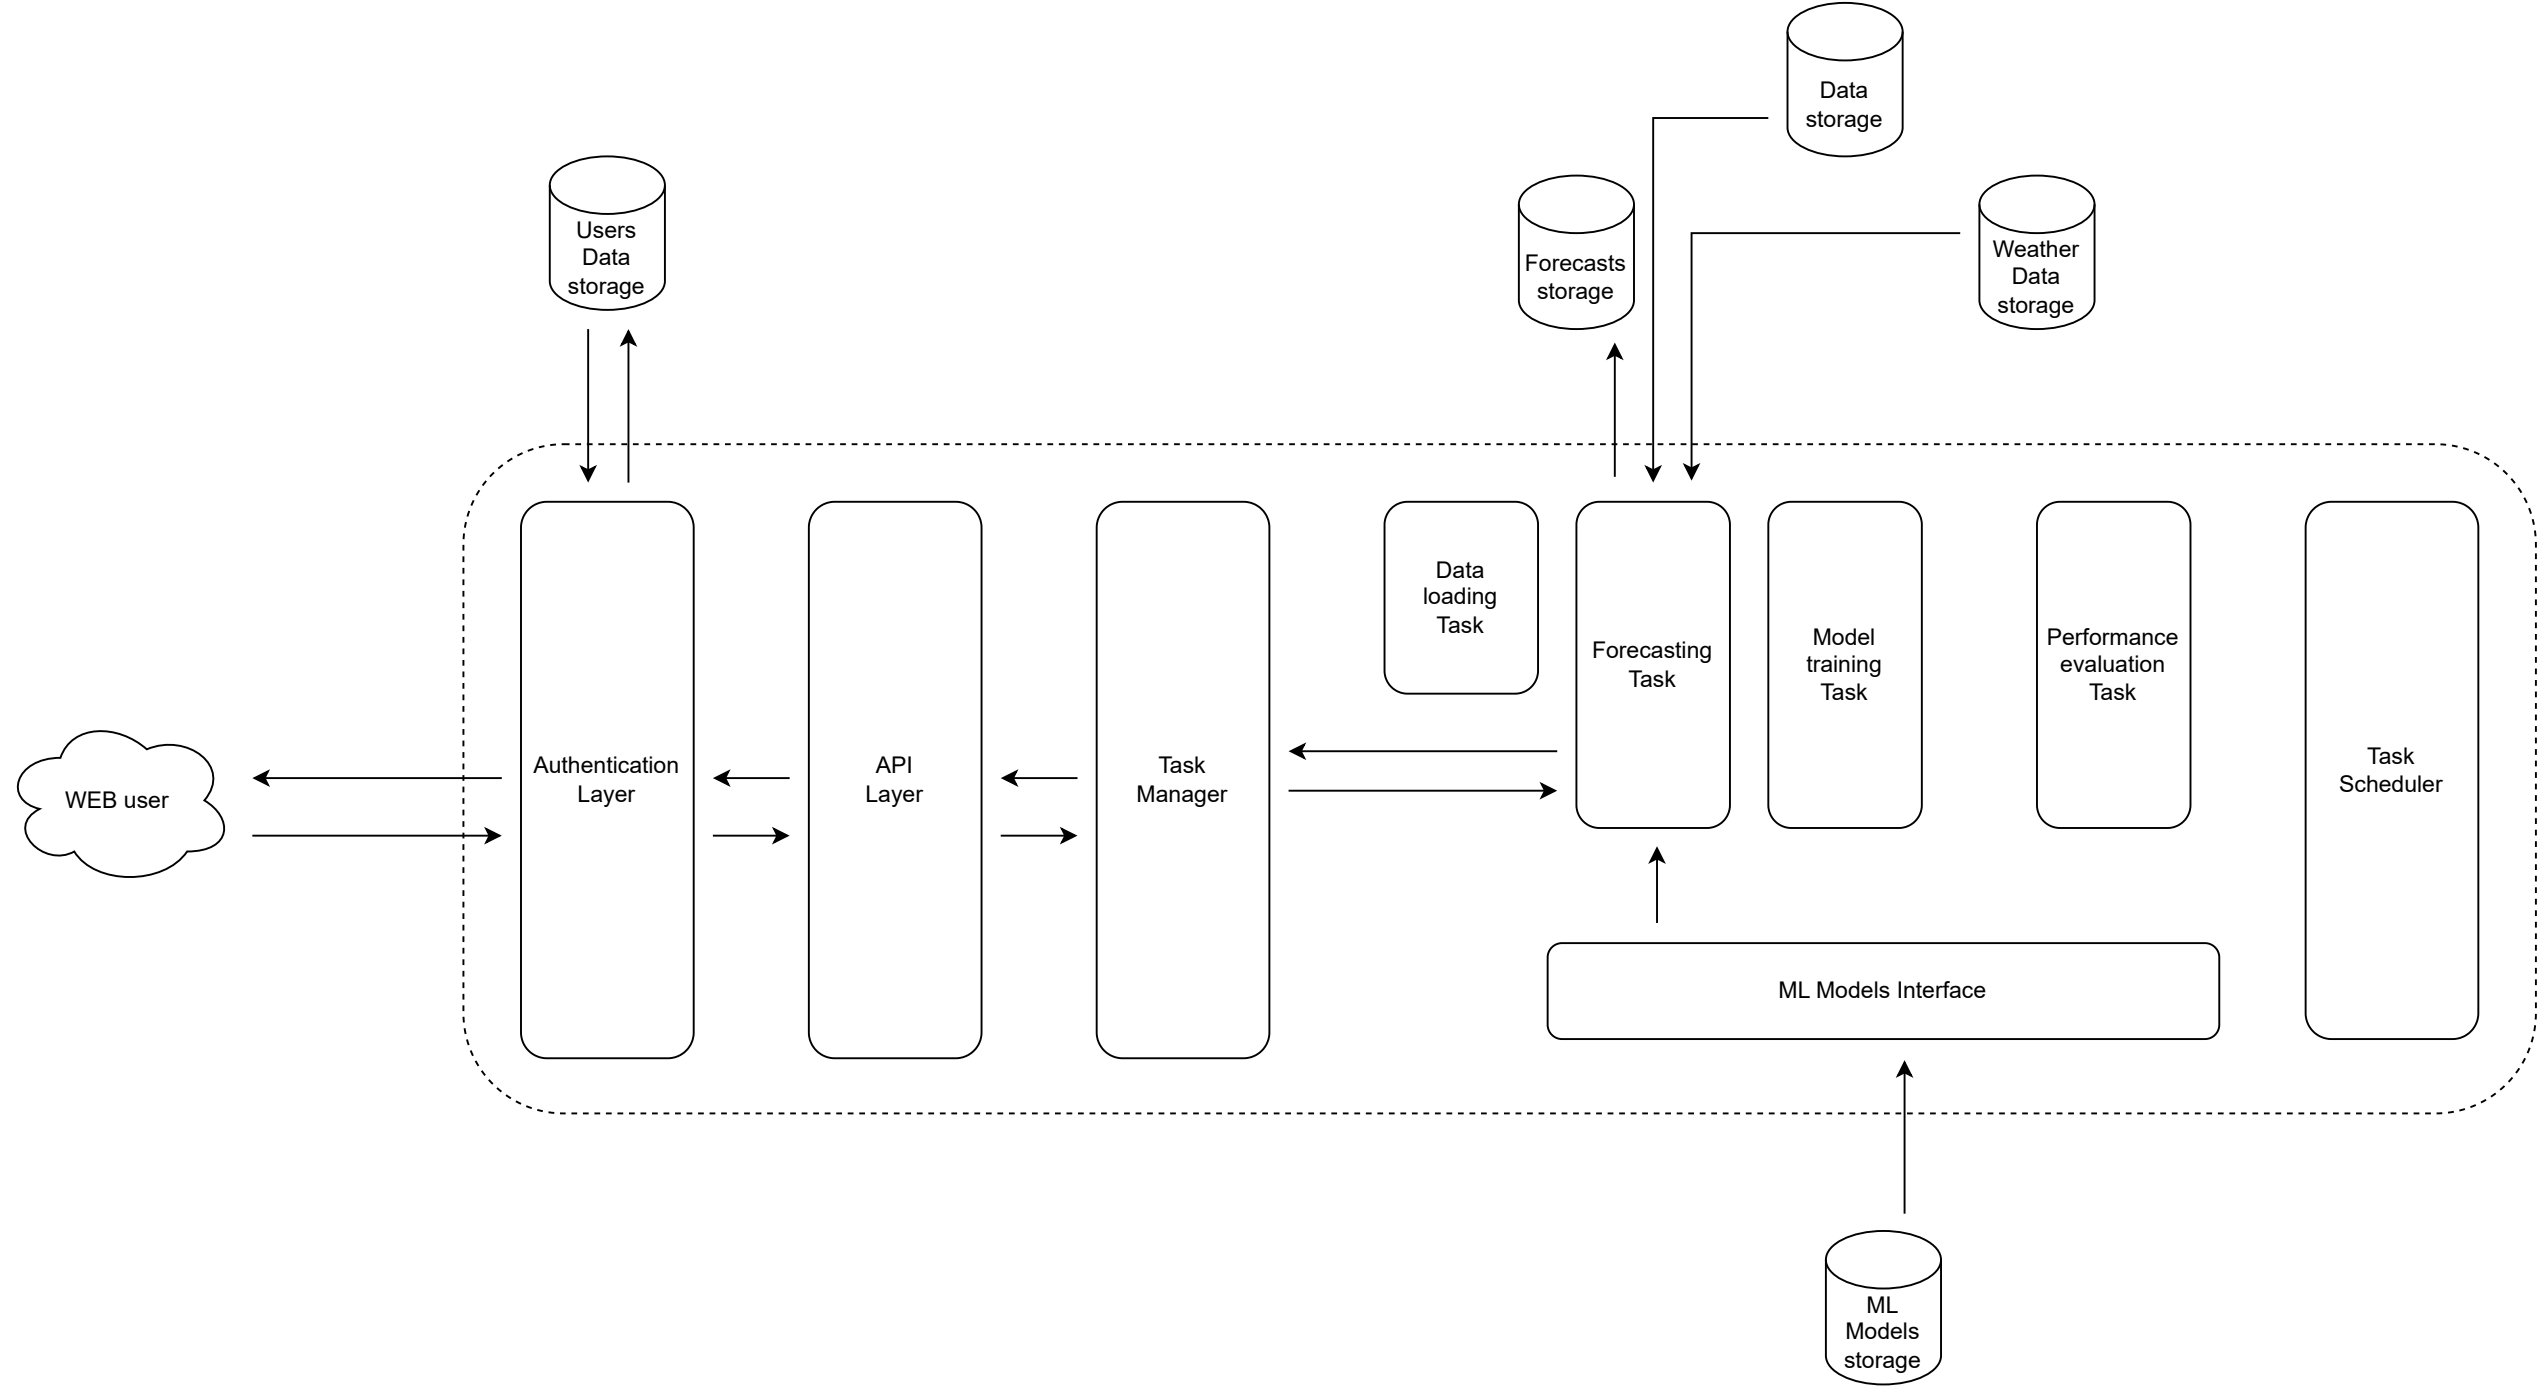 Data
storage
Users
Data
storage
Forecasts
storage
Weather
Data
storage
WEB user
Authentication
Layer
API
Layer
Task
Manager
Data
loading
Task
Forecasting
Task
Model
training
Task
Performance
evaluation
Task
Task
Scheduler
ML Models Interface
ML
Models
storage